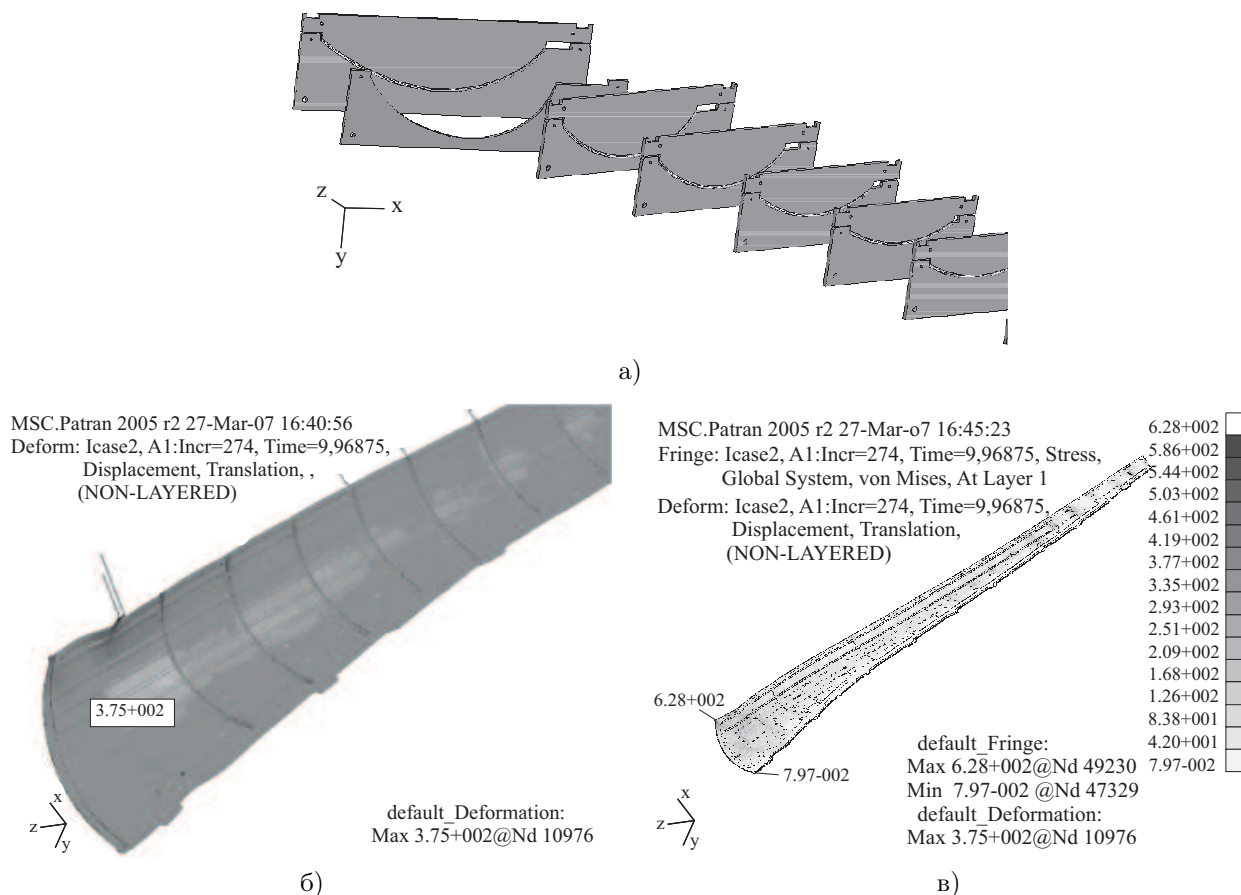 z
x
y
а)
MSC.Patran 2005 r2 27-Mar-07 16:40:56
Deform: Icase2, A1:Incr=274, Time=9,96875,
Displacement, Translation, ,
(NON-LAYERED)
3.75+002
x
z
y
default_Deformation:
Max 3.75+002@Nd 10976
б)
MSC.Patran 2005 r2 27-Mar-o7 16:45:23
Fringe: Icase2, A1:Incr=274, Time=9,96875, Stress,
Global System, von Mises, At Layer 1
Deform: Icase2, A1:Incr=274, Time=9,96875,
Displacement, Translation,
(NON-LAYERED)
6.28+002
5.86+002
5.44+002
5.03+002
4.61+002
4.19+002
3.77+002
3.35+002
2.93+002
2.51+002
2.09+002
1.68+002
1.26+002
8.38+001
4.20+001
7.97-002
6.28+002
7.97-002
x
z
y
default_Fringe:
Max 6.28+002@Nd 49230
Min 7.97-002 @Nd 47329
default_Deformation:
Max 3.75+002@Nd 10976
в)